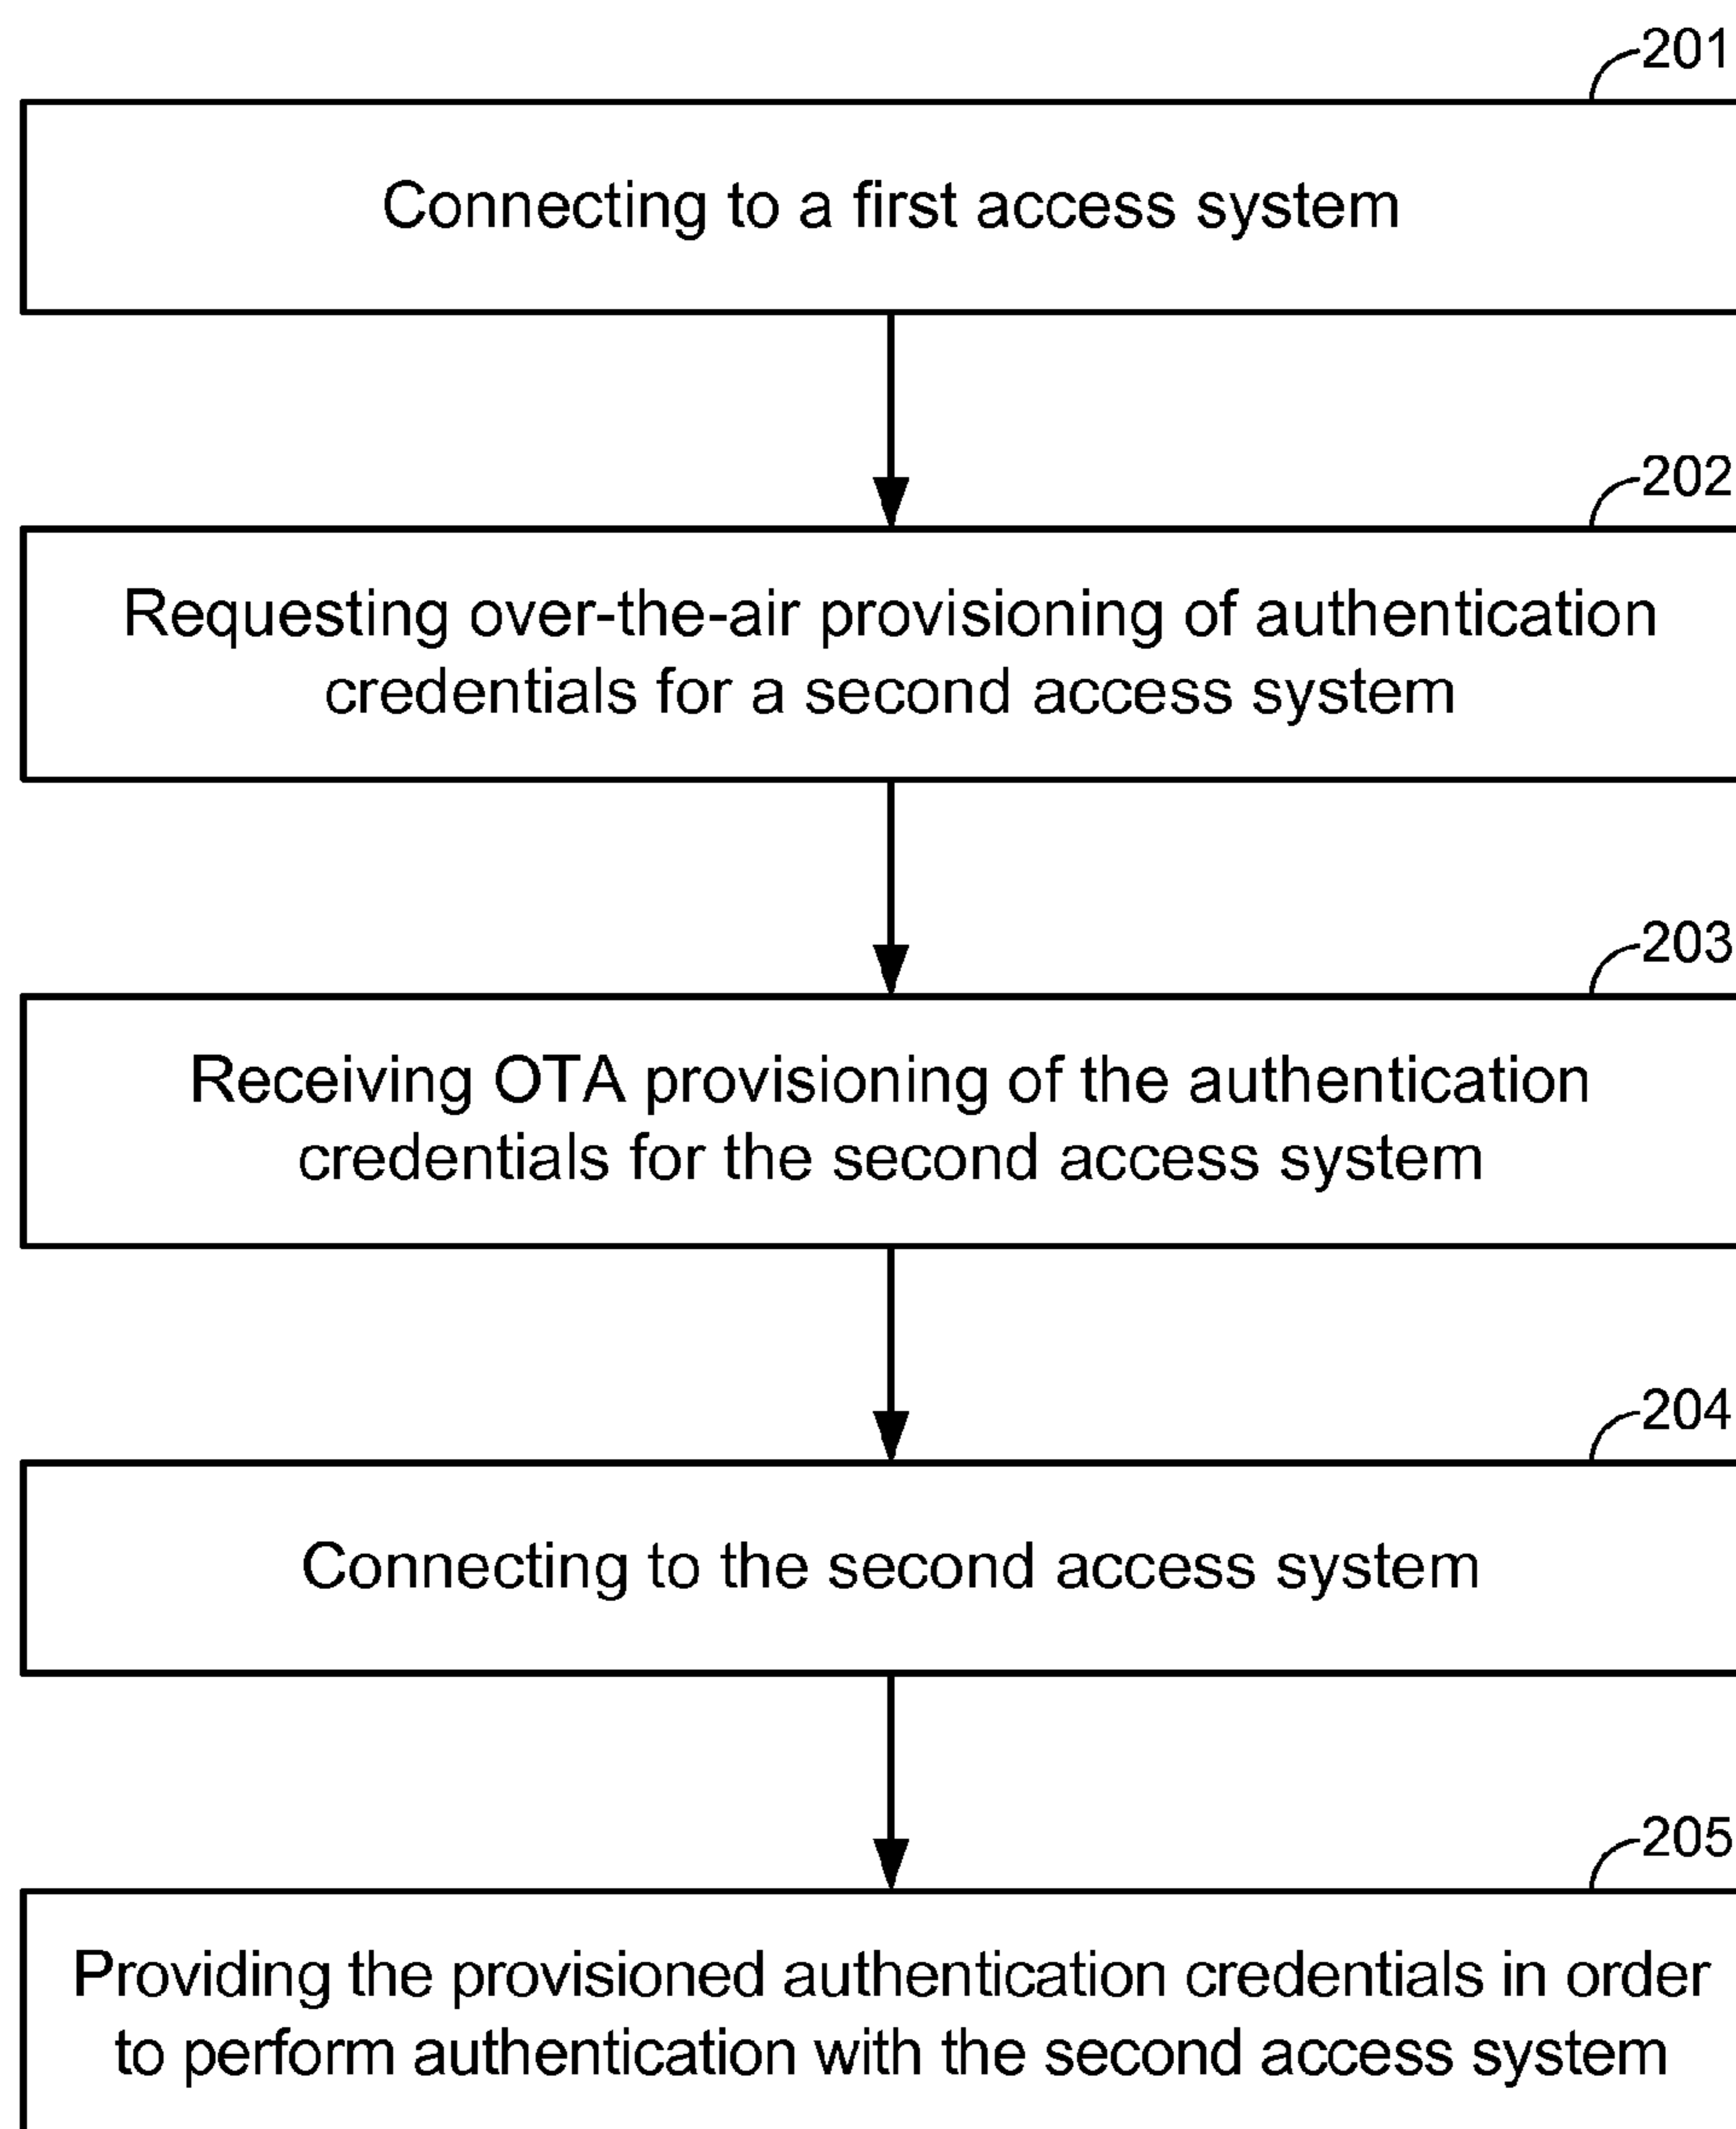 201
Connecting to a first access system
202
Requesting over-the-air provisioning of authentication
credentials for a second access system
203
Receiving OTA provisioning of the authentication
credentials for the second access system
204
Connecting to the second access system
205
Providing the provisioned authentication credentials in order
to perform authentication with the second access system